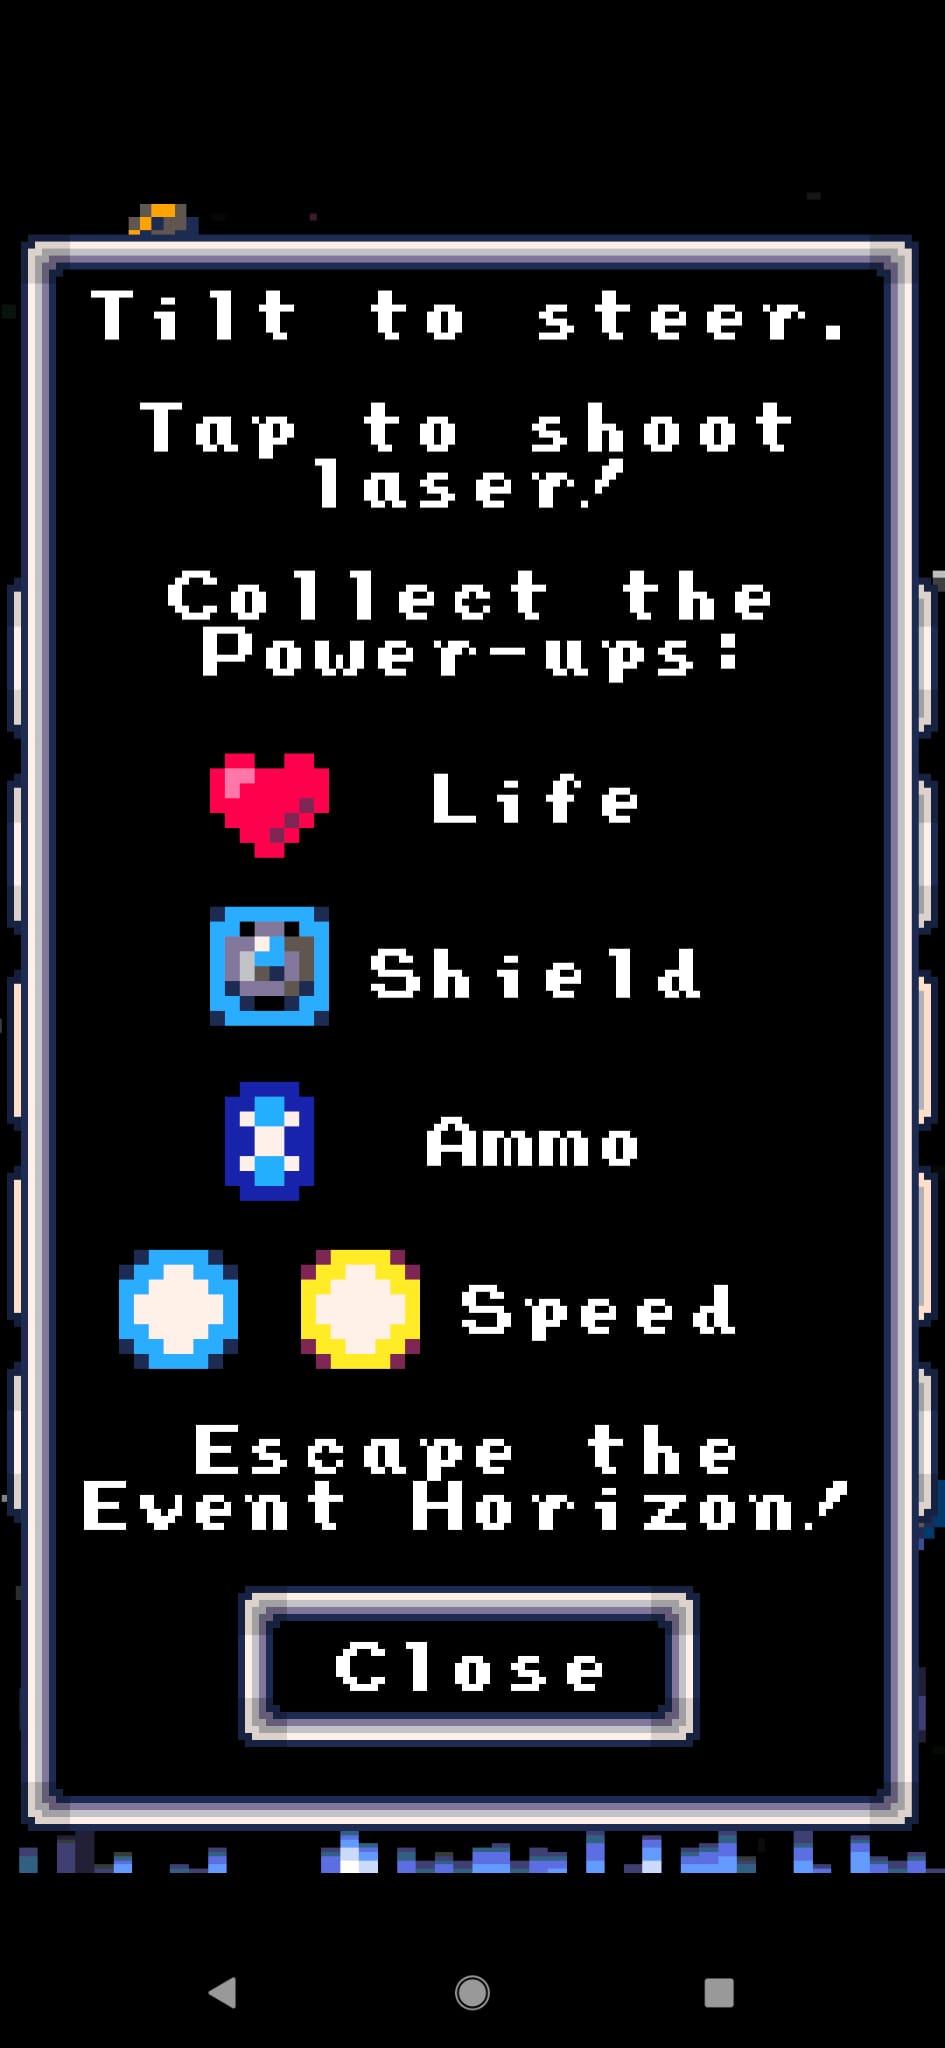 Tilt to steer.
Tap to shoot
laser!
Collect the
Power-ups:
Life
Shield
Ammo
Speed
Escape the
Event Horizon!
Close